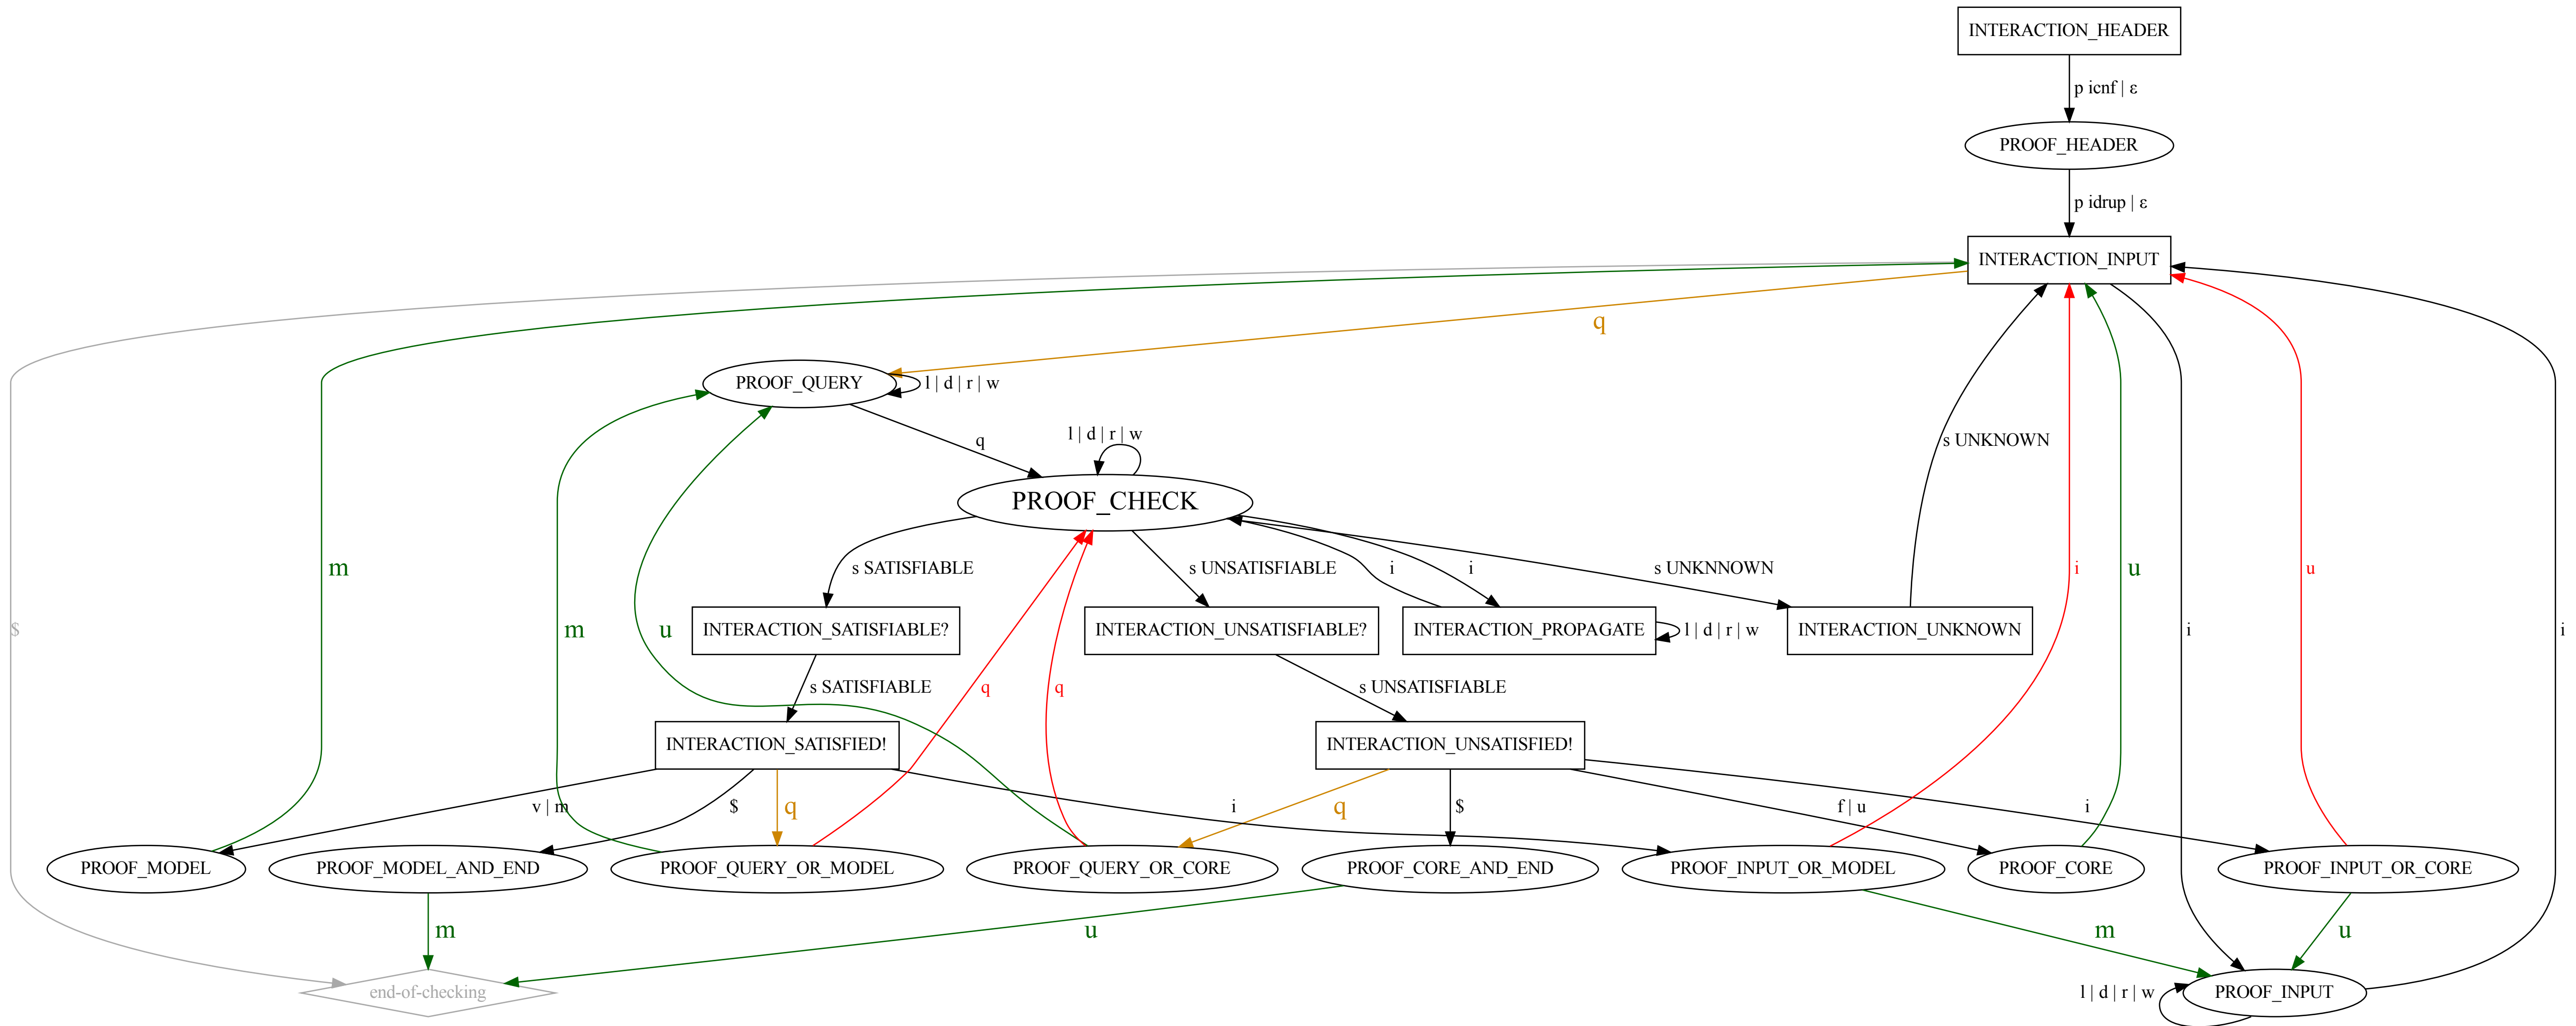 INTERACTION_HEADER
p icnf | ε
PROOF_HEADER
p idrup | ε
INTERACTION_INPUT
q
PROOF_QUERY
l | d | r | w
q
l | d | r | w
s UNKNOWN
PROOF_CHECK
m
s SATISFIABLE
s UNSATISFIABLE
i
i
s UNKNNOWN
i
u
u
$
m
u
INTERACTION_SATISFIABLE?
INTERACTION_UNSATISFIABLE?
INTERACTION_PROPAGATE
l | d | r | w
INTERACTION_UNKNOWN
i
i
s SATISFIABLE
q
q
s UNSATISFIABLE
INTERACTION_SATISFIED!
INTERACTION_UNSATISFIED!
v | m
$
q
i
q
$
f | u
i
PROOF_MODEL
PROOF_MODEL_AND_END
PROOF_QUERY_OR_MODEL
PROOF_QUERY_OR_CORE
PROOF_CORE_AND_END
PROOF_INPUT_OR_MODEL
PROOF_CORE
PROOF_INPUT_OR_CORE
m
u
m
u
end-of-checking
l | d | r | w
PROOF_INPUT